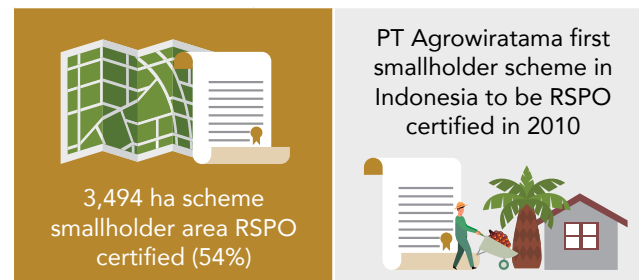 3,494 ha scheme
smallholder area RSPO
certified (54%)
PT Agrowiratama first
smallholder scheme in
Indonesia to be RSPO
certified in 2010